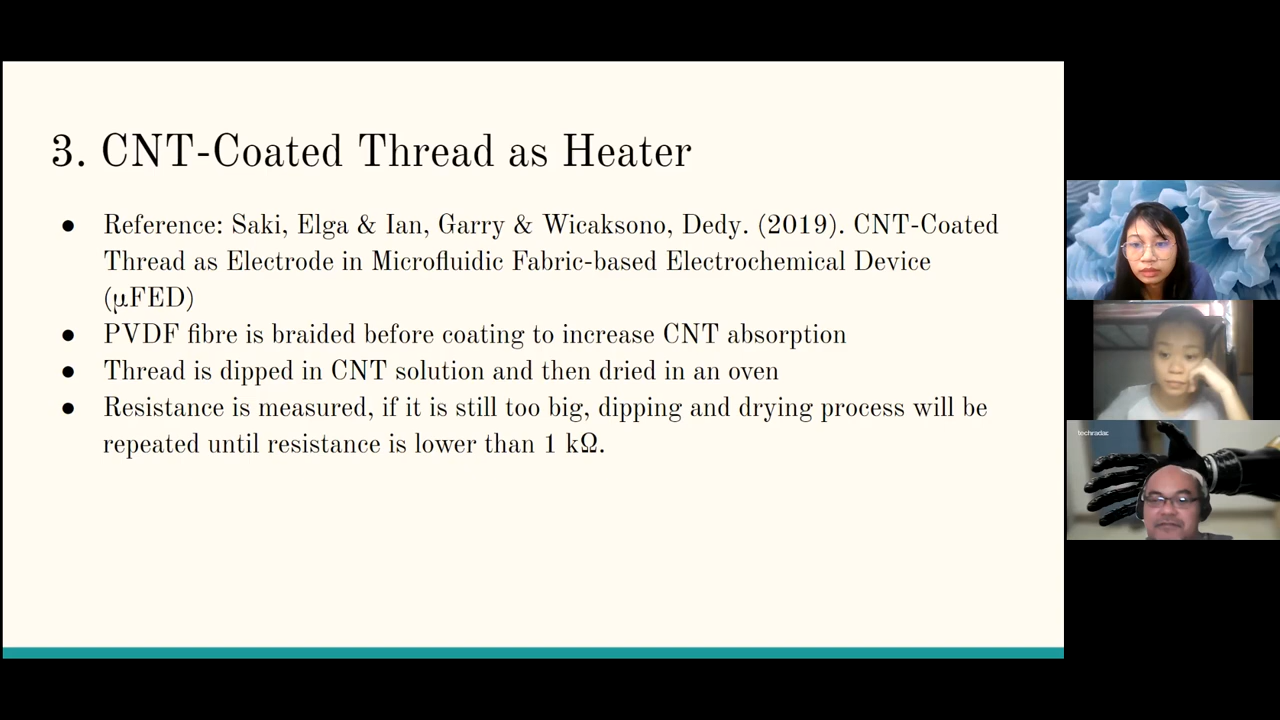 3. CNT-Coated Thread as Heater
● Reference: Saki, Elga & Ian, Garry & Wicaksono, Dedy. (2019). CNT-Coated
Thread as Electrode in Microfluidic Fabric-based Electrochemical Device
(μFED)
● PVDF fibre is braided before coating to increase CNT absorption
● Thread is dipped in CNT solution and then dried in an oven
● Resistance is measured, if it is still too big, dipping and drying process will be
repeated until resistance is lower than 1 kΩ.
techradar